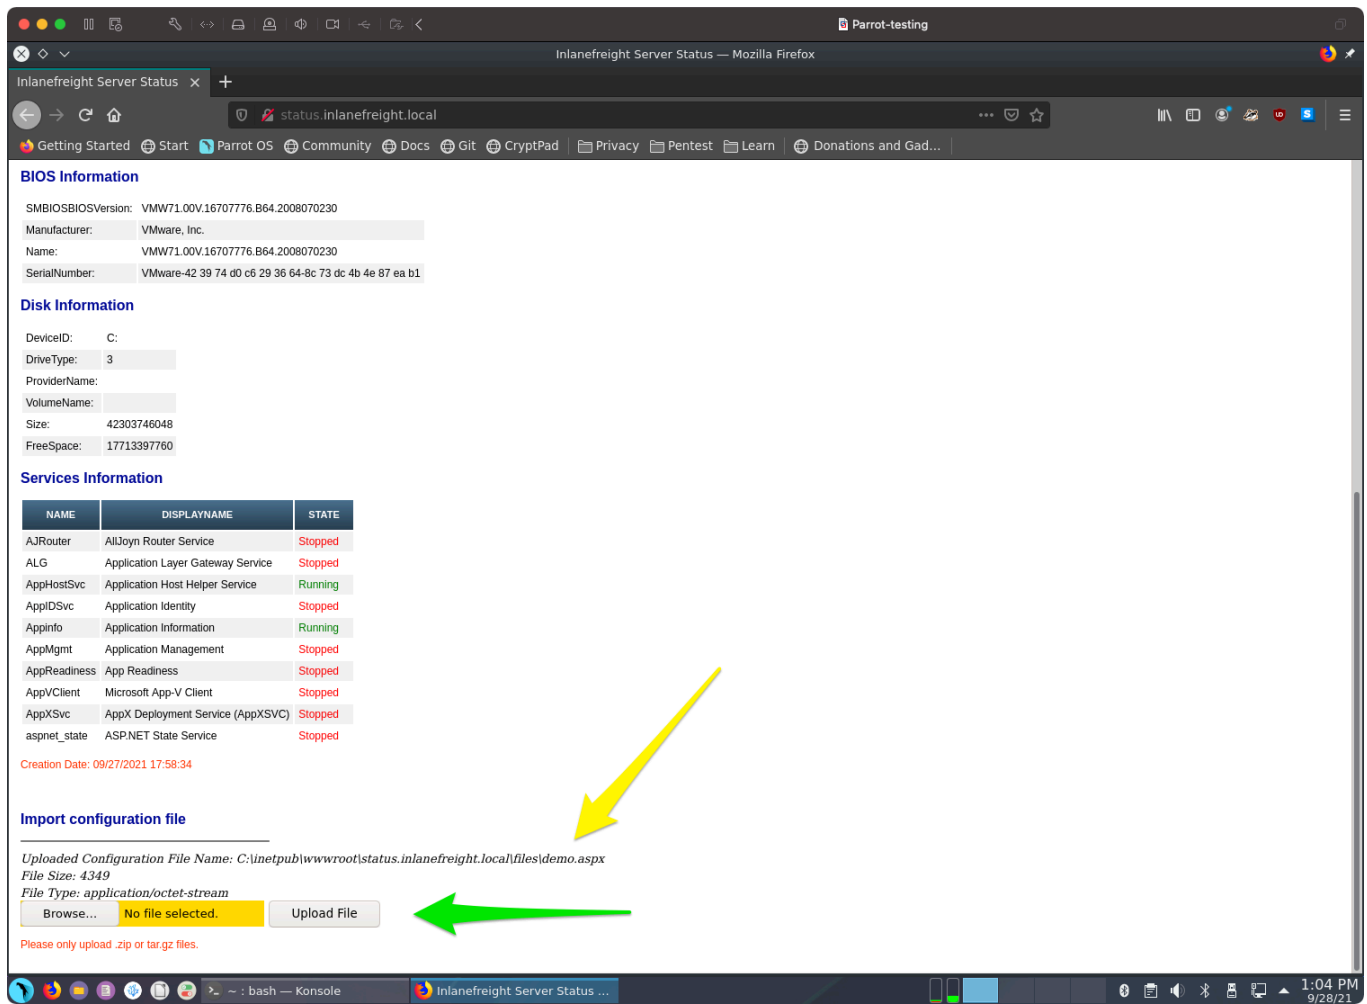 Parrot-testing
Inlanefreight Server Status — Mozilla Firefox
Inlanefreight Server Status
status.inlanefreight.local
Getting Started Start Parrot OS Community Docs Git CryptPad Privacy Pentest Learn Donations and Gad...
BIOS Information
SMBIOSBIOSVersion: VMW71.00V.16707776.B64.2008070230
Manufacturer: VMware, Inc.
Name: VMW71.00V.16707776.B64.2008070230
SerialNumber: VMware-42 39 74 d0 c6 29 36 64-8c 73 dc 4b 4e 87 ea b1
Disk Information
DeviceID: C:
DriveType: 3
ProviderName:
VolumeName:
Size: 42303746048
FreeSpace: 17713397760
Services Information
NAME DISPLAYNAME STATE
AJRouter AllJoyn Router Service Stopped
ALG Application Layer Gateway Service Stopped
AppHostSvc Application Host Helper Service Running
AppIDSvc Application Identity Stopped
Appinfo Application Information Running
AppMgmt Application Management Stopped
AppReadiness App Readiness Stopped
AppVClient Microsoft App-V Client Stopped
AppXSvc AppX Deployment Service (AppXSVC) Stopped
aspnet_state ASP.NET State Service Stopped
Creation Date: 09/27/2021 17:58:34
Import configuration file
Uploaded Configuration File Name: C:\inetpub\wwwroot\status.inlanefreight.local\files\demo.aspx
File Size: 4349
File Type: application/octet-stream
Browse... No file selected. Upload File
Please only upload .zip or tar.gz files.
~ : bash — Konsole Inlanefreight Server Status ... 1:04 PM
9/28/21